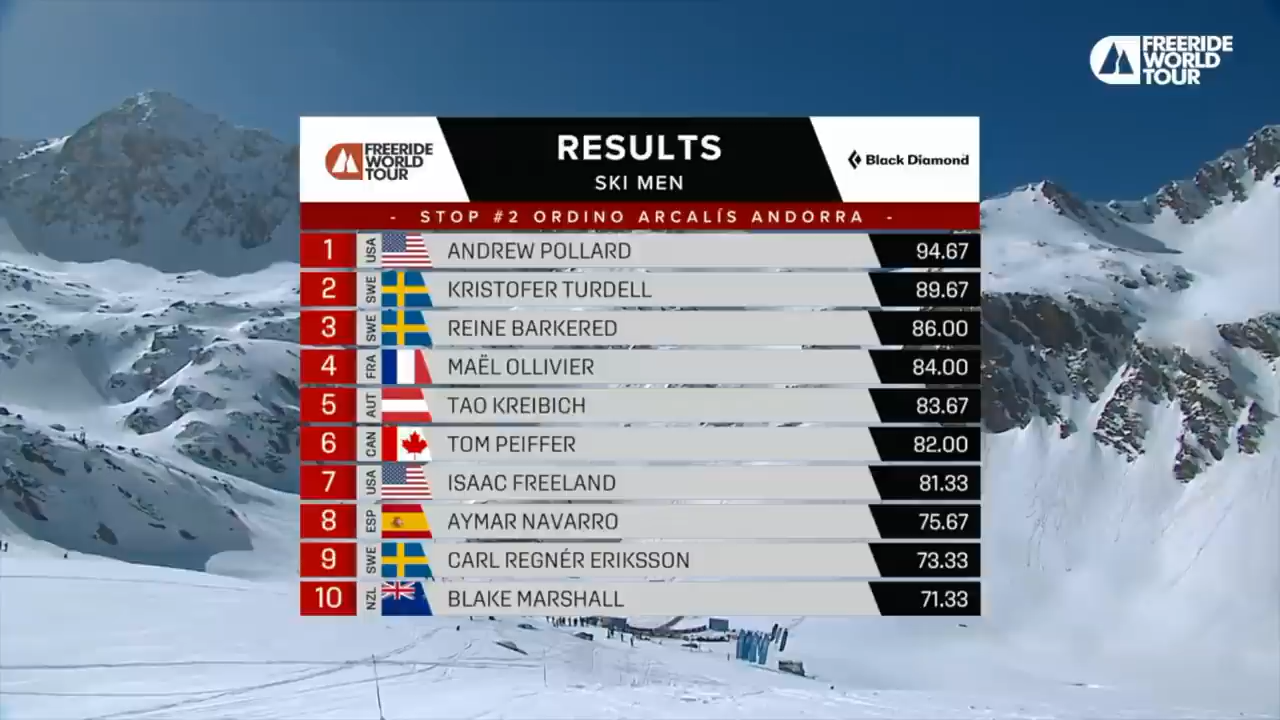 FREERIDE
WORLD
TOUR
FREERIDE
WORLD
TOUR
RESULTS
SKI MEN
Black Diamond
- STOP #2 ORDINO ARCALÍS ANDORRA -
1 USA ANDREW POLLARD 94.67
2 SWE KRISTOFER TURDELL 89.67
3 SWE REINE BARKERED 86.00
4 FRA MAËL OLLIVIER 84.00
5 AUT TAO KREIBICH 83.67
6 CAN TOM PEIFFER 82.00
7 USA ISAAC FREELAND 81.33
8 ESP AYMAR NAVARRO 75.67
9 SWE CARL REGNÉR ERIKSSON 73.33
10 NZL BLAKE MARSHALL 71.33